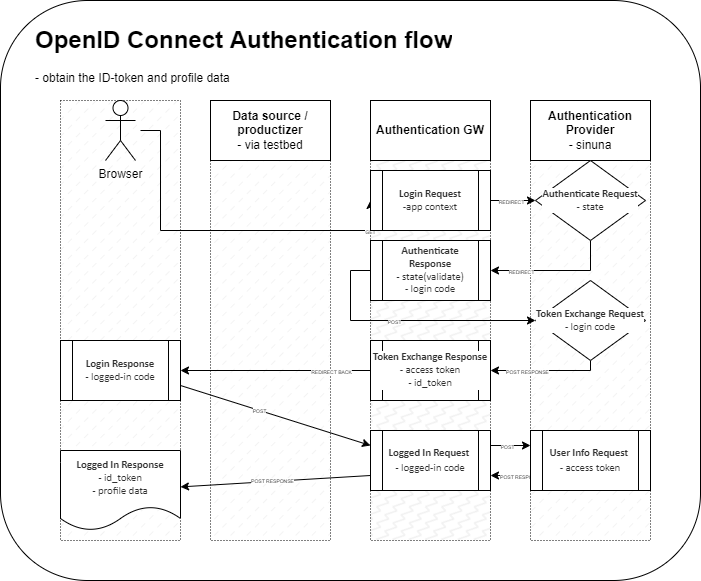 OpenID Connect Authentication flow
- obtain the ID-token and profile data
Browser
Data source /
productizer
- via testbed
Authentication GW
Authentication
Provider
- sinuna
Login Request
-app context
REDIRECT
Authenticate Request
- state
GET
Authenticate
Response
- state(validate)
- login code
REDIRECT
POST
Token Exchange Request
- login code
Login Response
- logged-in code
REDIRECT BACK
Token Exchange Response
- access token
- id_token
POST RESPONSE
POST
Logged In Request
- logged-in code
POST
POST RESP
User Info Request
- access token
Logged In Response
- id_token
- profile data
POST RESPONSE